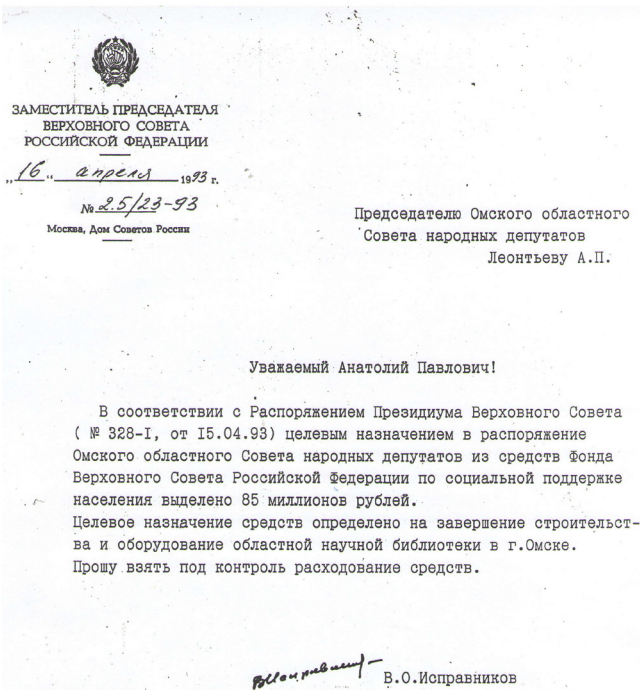 ЗАМЕСТИТЕЛЬ ПРЕДСЕДАТЕЛЯ
ВЕРХОВНОГО СОВЕТА
РОССИЙСКОЙ ФЕДЕРАЦИИ
„16“ апреля 1993 г.
№ 2.5/23-93
Москва, Дом Советов России
Председателю Омского областного
Совета народных депутатов
Леонтьеву А.П.
Уважаемый Анатолий Павлович!
В соответствии с Распоряжением Президиума Верховного Совета
( № 328-I, от I5.04.93) целевым назначением в распоряжение
Омского областного Совета народных депутатов из средств Фонда
Верховного Совета Российской Федерации по социальной поддержке
населения выделено 85 миллионов рублей.
Целевое назначение средств определено на завершение строительст-
ва и оборудование областной научной библиотеки в г.Омске.
Прошу взять под контроль расходование средств.
В.О.Исправников